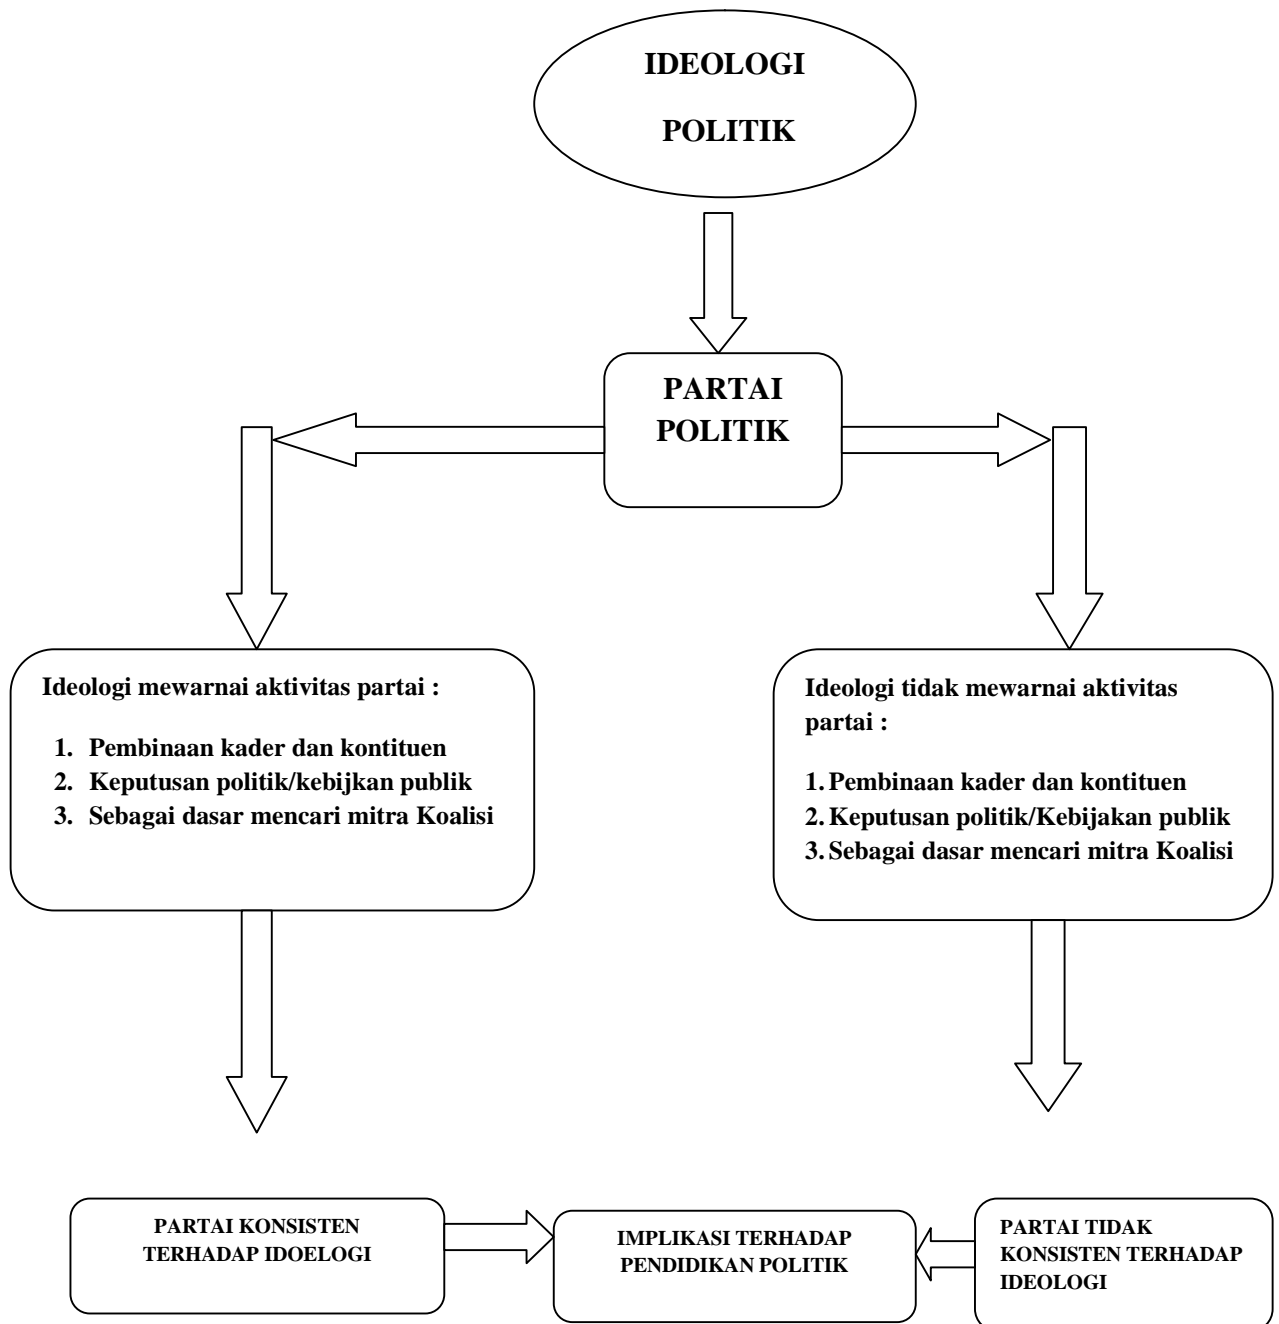 IDEOLOGI
POLITIK
PARTAI
POLITIK
Ideologi mewarnai aktivitas partai :
1. Pembinaan kader dan kontituen
2. Keputusan politik/kebijkan publik
3. Sebagai dasar mencari mitra Koalisi
Ideologi tidak mewarnai aktivitas
partai :
1. Pembinaan kader dan kontituen
2. Keputusan politik/Kebijakan publik
3. Sebagai dasar mencari mitra Koalisi
PARTAI KONSISTEN
TERHADAP IDOELOGI
IMPLIKASI TERHADAP
PENDIDIKAN POLITIK
PARTAI TIDAK
KONSISTEN TERHADAP
IDEOLOGI